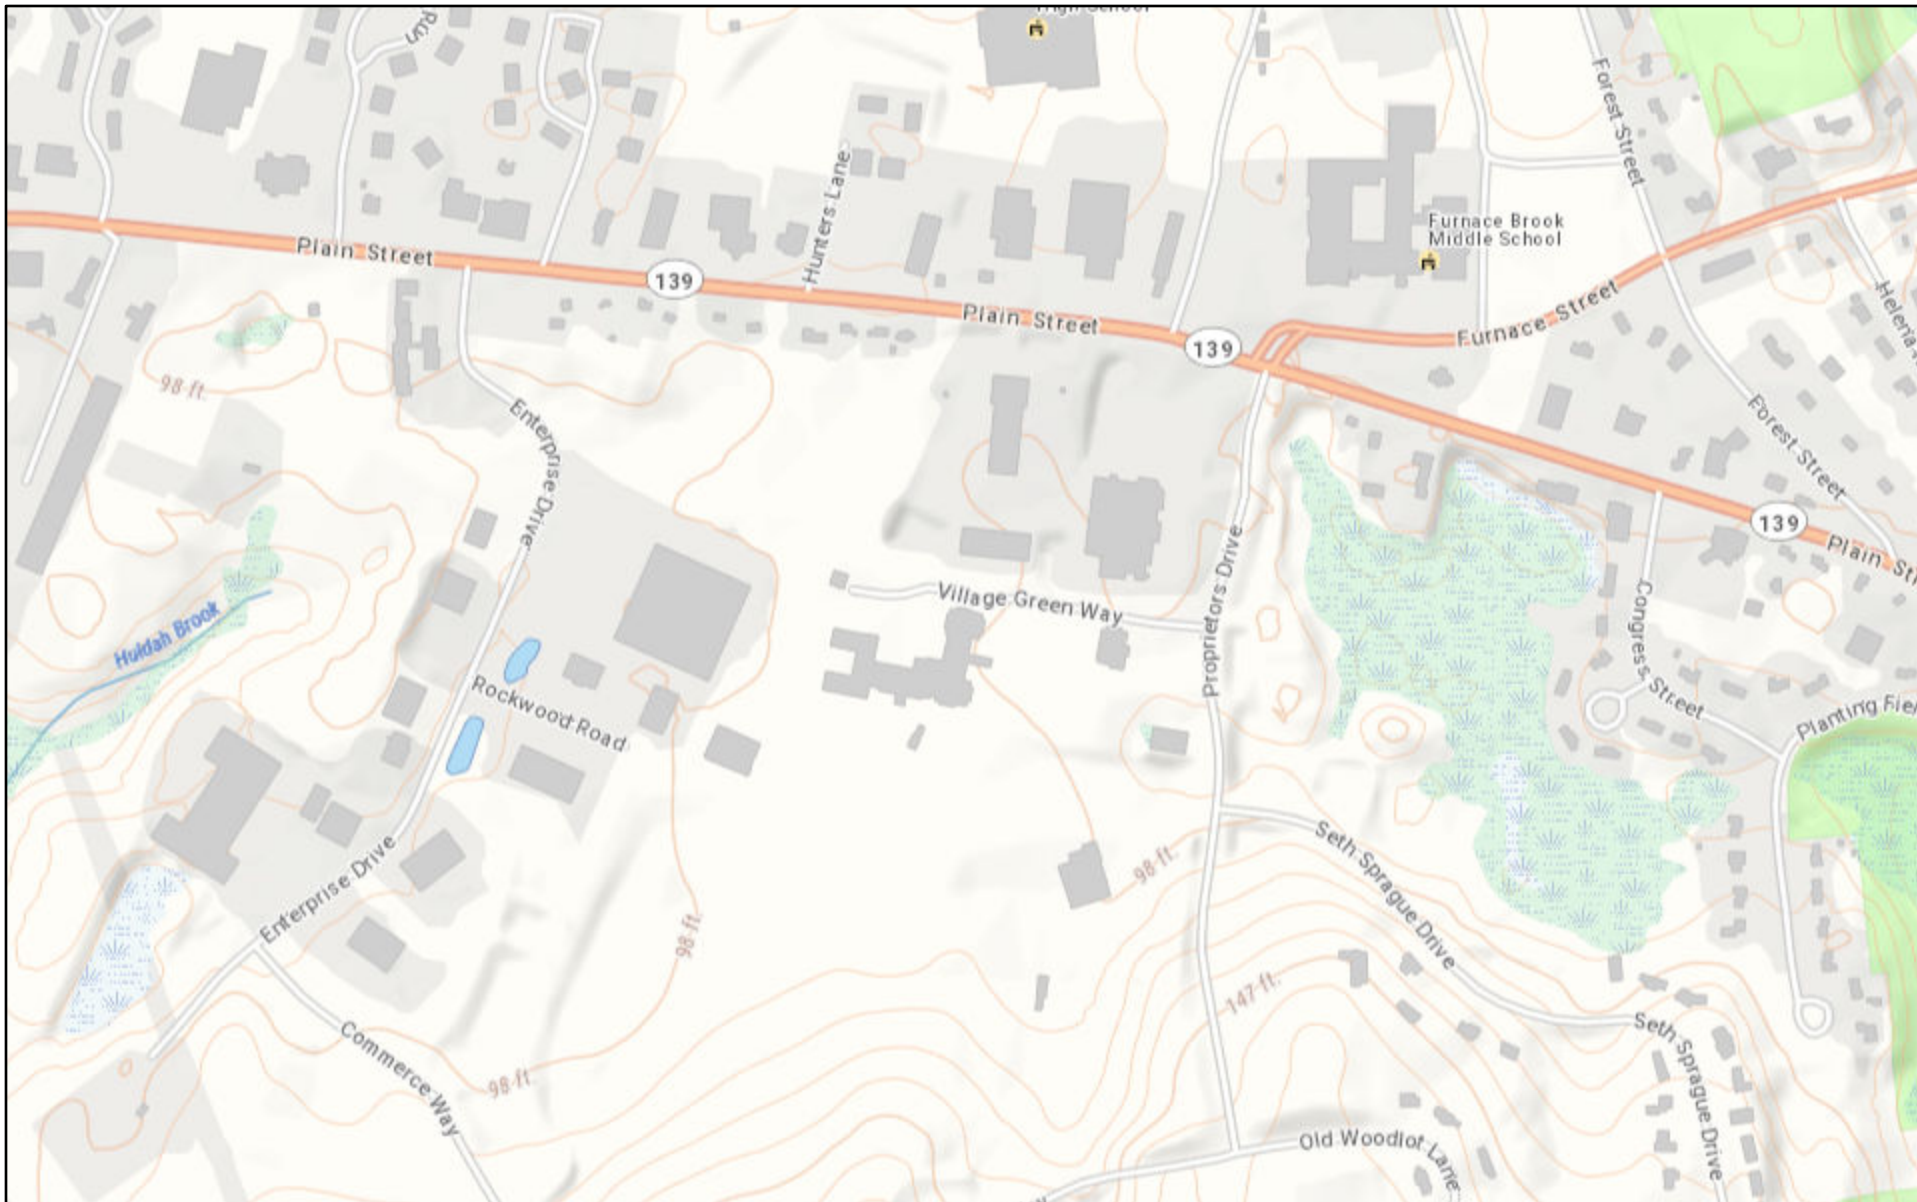 High School
Run
Forest Street
Hunters Lane
Furnace Brook
Middle School
Plain Street
139
Plain Street
139
Furnace Street
98 ft.
Enterprise Drive
Forest Street
139
Plain
Huldah Brook
Village Green Way
Proprietors Drive
Congress Street
Rockwood Road
Planting
Seth Sprague Drive
98 ft.
Enterprise Drive
98 ft.
147 ft.
Commerce Way
Seth Sprague Drive
98 ft.
Old Woodlot Lane